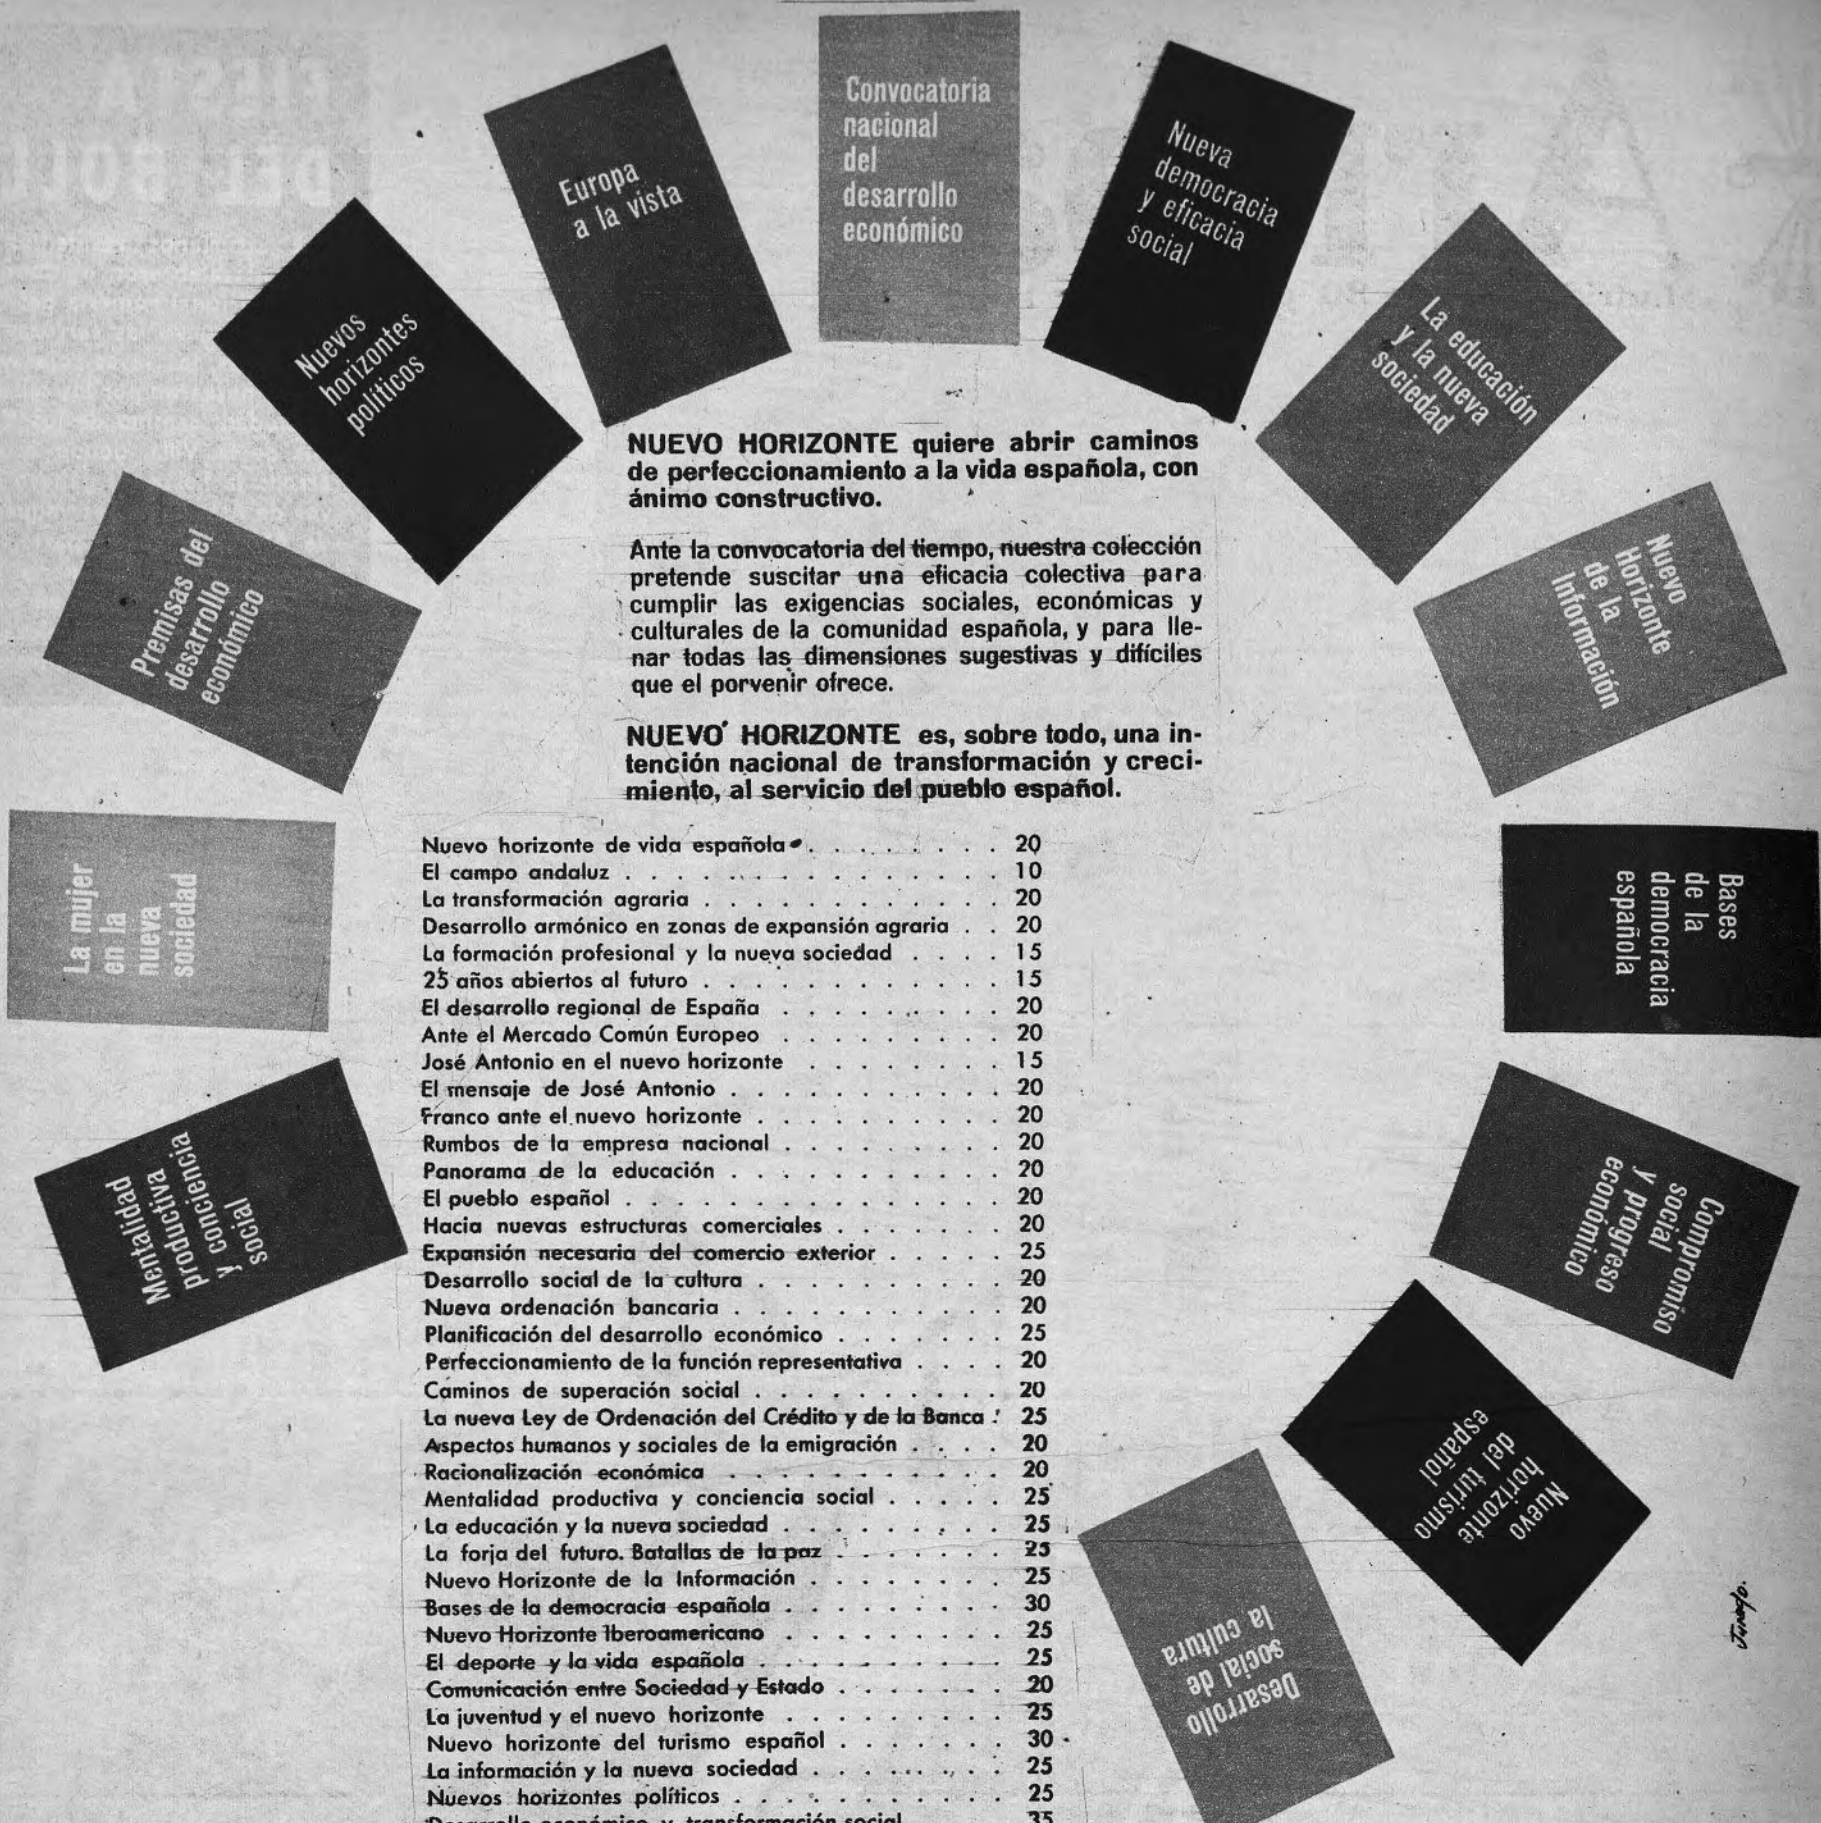 Convocatoria
nacional
del
desarrollo
económico
Nueva
democracia
y eficacia
social
La educación
y la nueva
sociedad
Nuevo
Horizonte
de la
Información
Bases
de la
democracia
española
Compromiso
social
y progreso
económico
Nuevo
horizonte
del turismo
español
Desarrollo
social de
la cultura
Europa
a la vista
Nuevos
horizontes
políticos
Premisas del
desarrollo
económico
La mujer
en la
nueva
sociedad
Mentalidad
productiva
y conciencia
social
NUEVO HORIZONTE quiere abrir caminos
de perfeccionamiento a la vida española, con
ánimo constructivo.
Ante la convocatoria del tiempo, nuestra colección
pretende suscitar una eficacia colectiva para
cumplir las exigencias sociales, económicas y
culturales de la comunidad española, y para lle-
nar todas las dimensiones sugestivas y difíciles
que el porvenir ofrece.
NUEVO HORIZONTE es, sobre todo, una in-
tención nacional de transformación y creci-
miento, al servicio del pueblo español.
Nuevo horizonte de vida española . . . . . . . . 20
El campo andaluz . . . . . . . . . . . . . . 10
La transformación agraria . . . . . . . . . . . . 20
Desarrollo armónico en zonas de expansión agraria . . 20
La formación profesional y la nueva sociedad . . . . 15
25 años abiertos al futuro . . . . . . . . . . . . 15
El desarrollo regional de España . . . . . . . . . 20
Ante el Mercado Común Europeo . . . . . . . . . 20
José Antonio en el nuevo horizonte . . . . . . . . 15
El mensaje de José Antonio . . . . . . . . . . . 20
Franco ante el nuevo horizonte . . . . . . . . . . 20
Rumbos de la empresa nacional . . . . . . . . . 20
Panorama de la educación . . . . . . . . . . . 20
El pueblo español . . . . . . . . . . . . . . 20
Hacia nuevas estructuras comerciales . . . . . . . 20
Expansión necesaria del comercio exterior . . . . . 25
Desarrollo social de la cultura . . . . . . . . . . 20
Nueva ordenación bancaria . . . . . . . . . . . 20
Planificación del desarrollo económico . . . . . . . 25
Perfeccionamiento de la función representativa . . . . 20
Caminos de superación social . . . . . . . . . . 20
La nueva Ley de Ordenación del Crédito y de la Banca . 25
Aspectos humanos y sociales de la emigración . . . . 20
Racionalización económica . . . . . . . . . . . 20
Mentalidad productiva y conciencia social . . . . . 25
La educación y la nueva sociedad . . . . . . . . . 25
La forja del futuro. Batallas de la paz . . . . . . . 25
Nuevo Horizonte de la Información . . . . . . . . 25
Bases de la democracia española . . . . . . . . . 30
Nuevo Horizonte Iberoamericano . . . . . . . . . 25
El deporte y la vida española . . . . . . . . . . 25
Comunicación entre Sociedad y Estado . . . . . . . 20
La juventud y el nuevo horizonte . . . . . . . . . 25
Nuevo horizonte del turismo español . . . . . . . 30
La información y la nueva sociedad . . . . . . . . 25
Nuevos horizontes políticos . . . . . . . . . . . 25
Desarrollo económico y transformación social 35